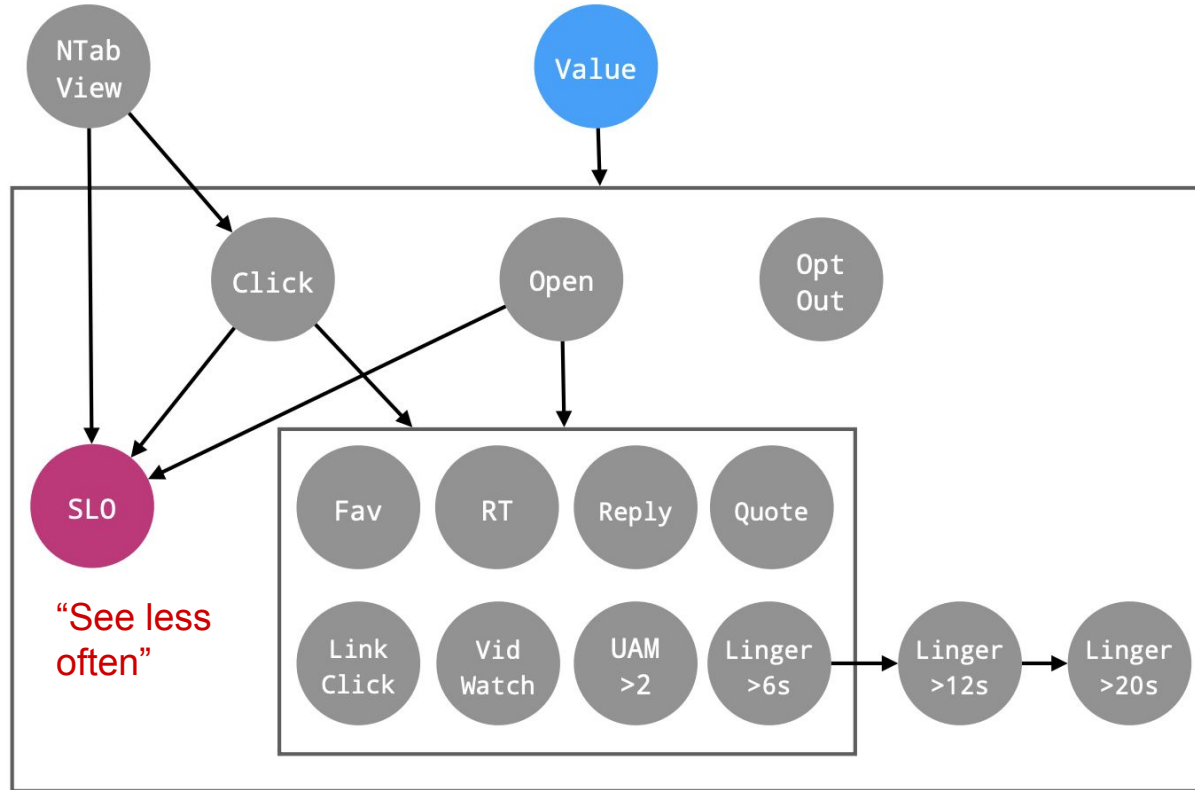 NTab
View
Value
Click
Open
Opt
Out
SLO
Fav
RT
Reply
Quote
“See less
often”
Link
Click
Vid
Watch
UAM
>2
Linger
>6s
Linger
>12s
Linger
>20s